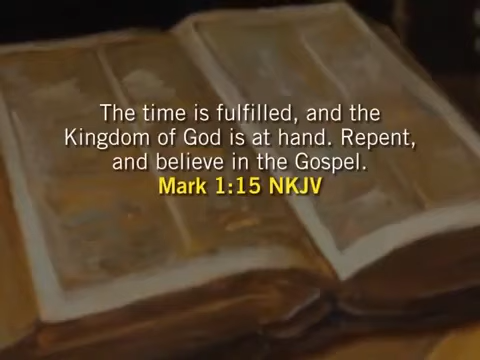 The time is fulfilled, and the
Kingdom of God is at hand. Repent,
and believe in the Gospel.
Mark 1:15 NKJV